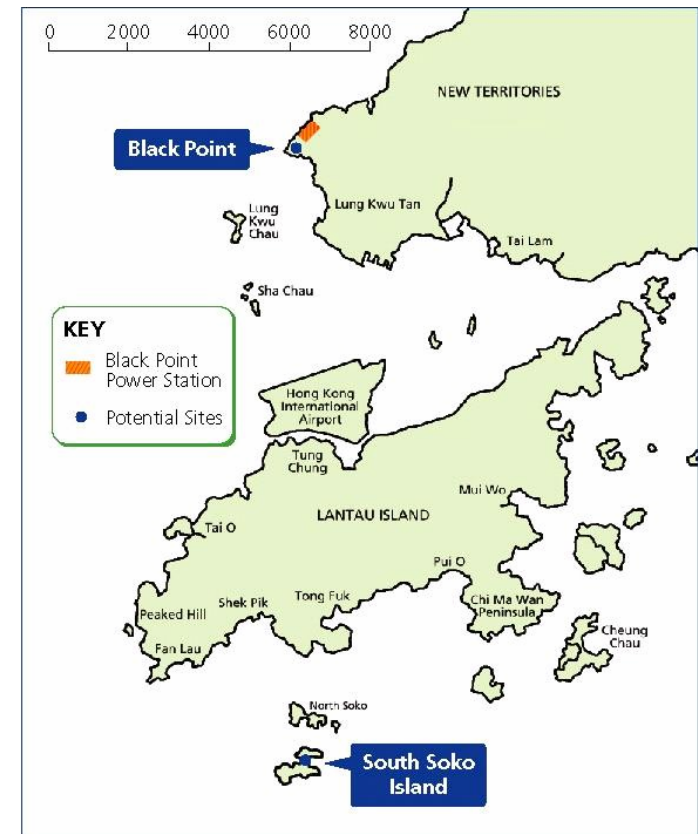 0 2000 4000 6000 8000
NEW TERRITORIES
Black Point
Lung Kwu Tan
Lung
Kwu
Chau
Tai Lam
Sha Chau
KEY
Black Point
Power Station
Potential Sites
Hong Kong
International
Airport
Tung
Chung
Mui Wo
LANTAU ISLAND
Tai O
Pui O
Tong Fuk
Shek Pik
Chi Ma Wan
Peninsula
Peaked Hill
Cheung
Chau
Fan Lau
North Soko
South Soko
Island